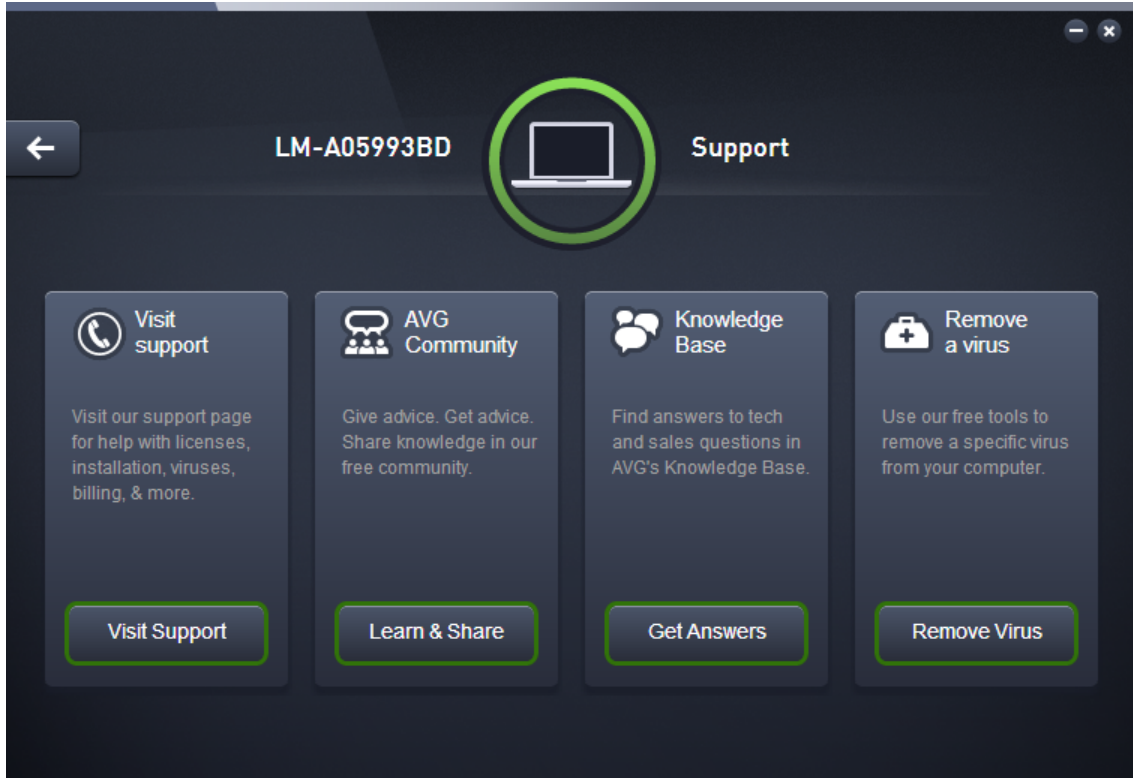 LM-A05993BD
Support
Visit
support
Visit our support page
for help with licenses,
installation, viruses,
billing, & more.
Visit Support
AVG
Community
Give advice. Get advice.
Share knowledge in our
free community.
Learn & Share
Knowledge
Base
Find answers to tech
and sales questions in
AVG's Knowledge Base.
Get Answers
Remove
a virus
Use our free tools to
remove a specific virus
from your computer.
Remove Virus